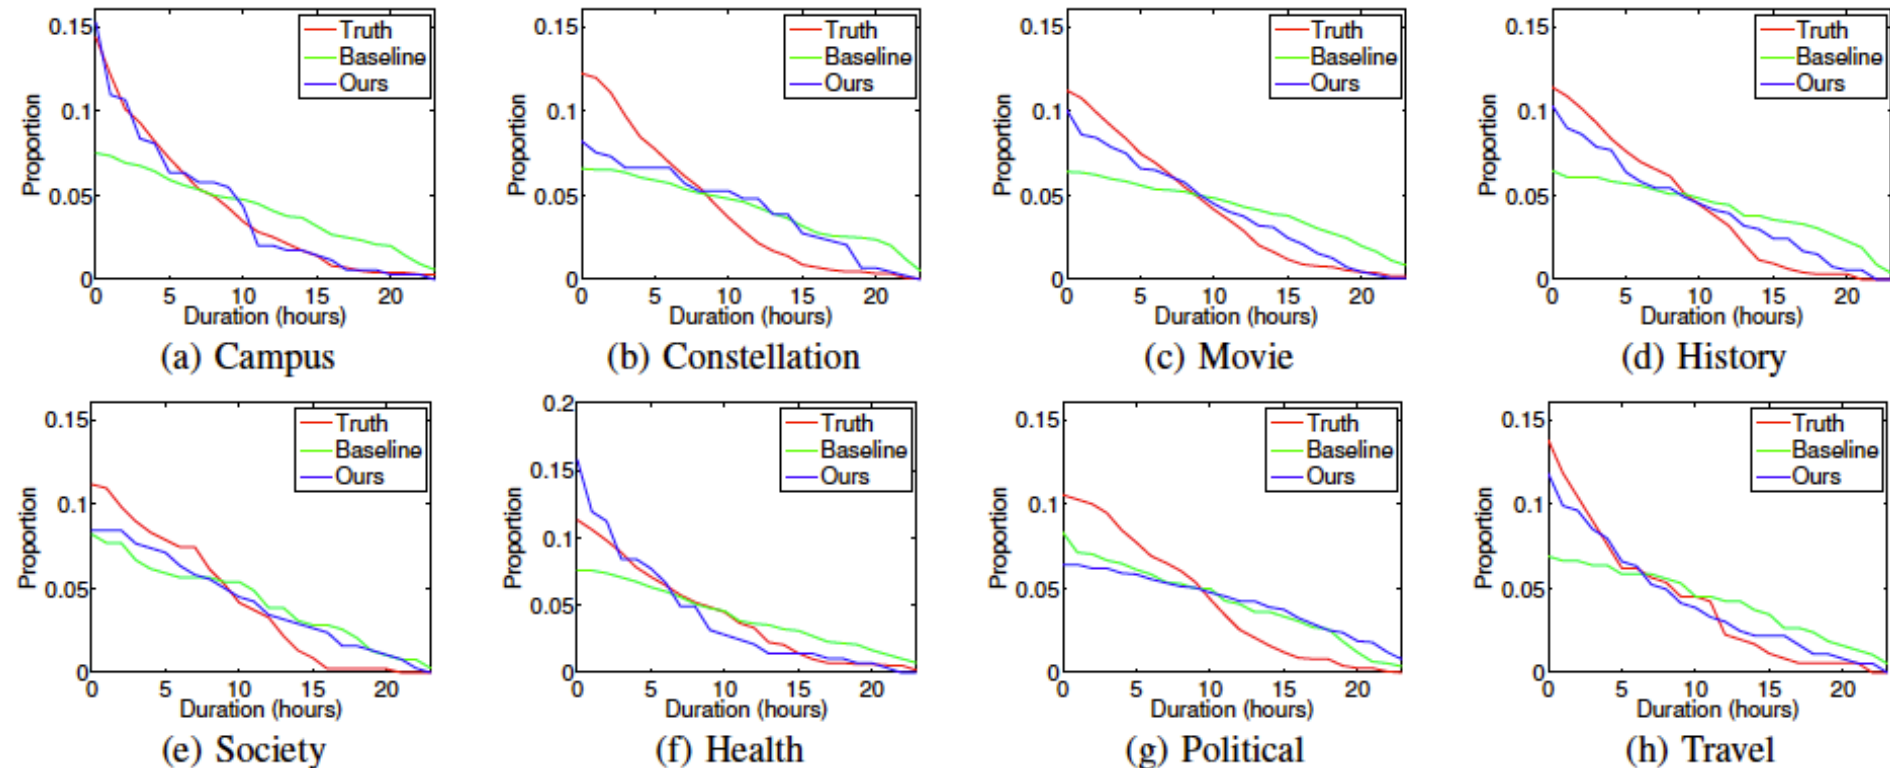 0.15
0.1
0.05
0
Proportion
Truth
Baseline
Ours
0 5 10 15 20
Duration (hours)
(a) Campus
0.15
0.1
0.05
0
Proportion
Truth
Baseline
Ours
0 5 10 15 20
Duration (hours)
(b) Constellation
0.15
0.1
0.05
0
Proportion
Truth
Baseline
Ours
0 5 10 15 20
Duration (hours)
(c) Movie
0.15
0.1
0.05
0
Proportion
Truth
Baseline
Ours
0 5 10 15 20
Duration (hours)
(d) History
0.15
0.1
0.05
0
Proportion
Truth
Baseline
Ours
0 5 10 15 20
Duration (hours)
(e) Society
0.2
0.15
0.1
0.05
0
Proportion
Truth
Baseline
Ours
0 5 10 15 20
Duration (hours)
(f) Health
0.15
0.1
0.05
0
Proportion
Truth
Baseline
Ours
0 5 10 15 20
Duration (hours)
(g) Political
0.15
0.1
0.05
0
Proportion
Truth
Baseline
Ours
0 5 10 15 20
Duration (hours)
(h) Travel